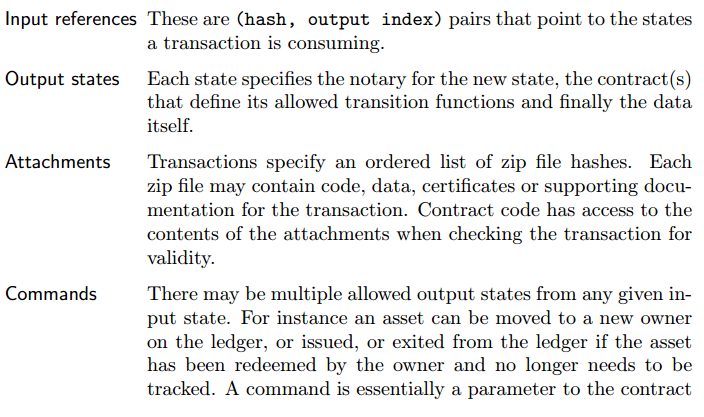 Input references These are (hash, output index) pairs that point to the states
a transaction is consuming.
Output states Each state specifies the notary for the new state, the contract(s)
that define its allowed transition functions and finally the data
itself.
Attachments Transactions specify an ordered list of zip file hashes. Each
zip file may contain code, data, certificates or supporting docu-
mentation for the transaction. Contract code has access to the
contents of the attachments when checking the transaction for
validity.
Commands There may be multiple allowed output states from any given in-
put state. For instance an asset can be moved to a new owner
on the ledger, or issued, or exited from the ledger if the asset
has been redeemed by the owner and no longer needs to be
tracked. A command is essentially a parameter to the contract